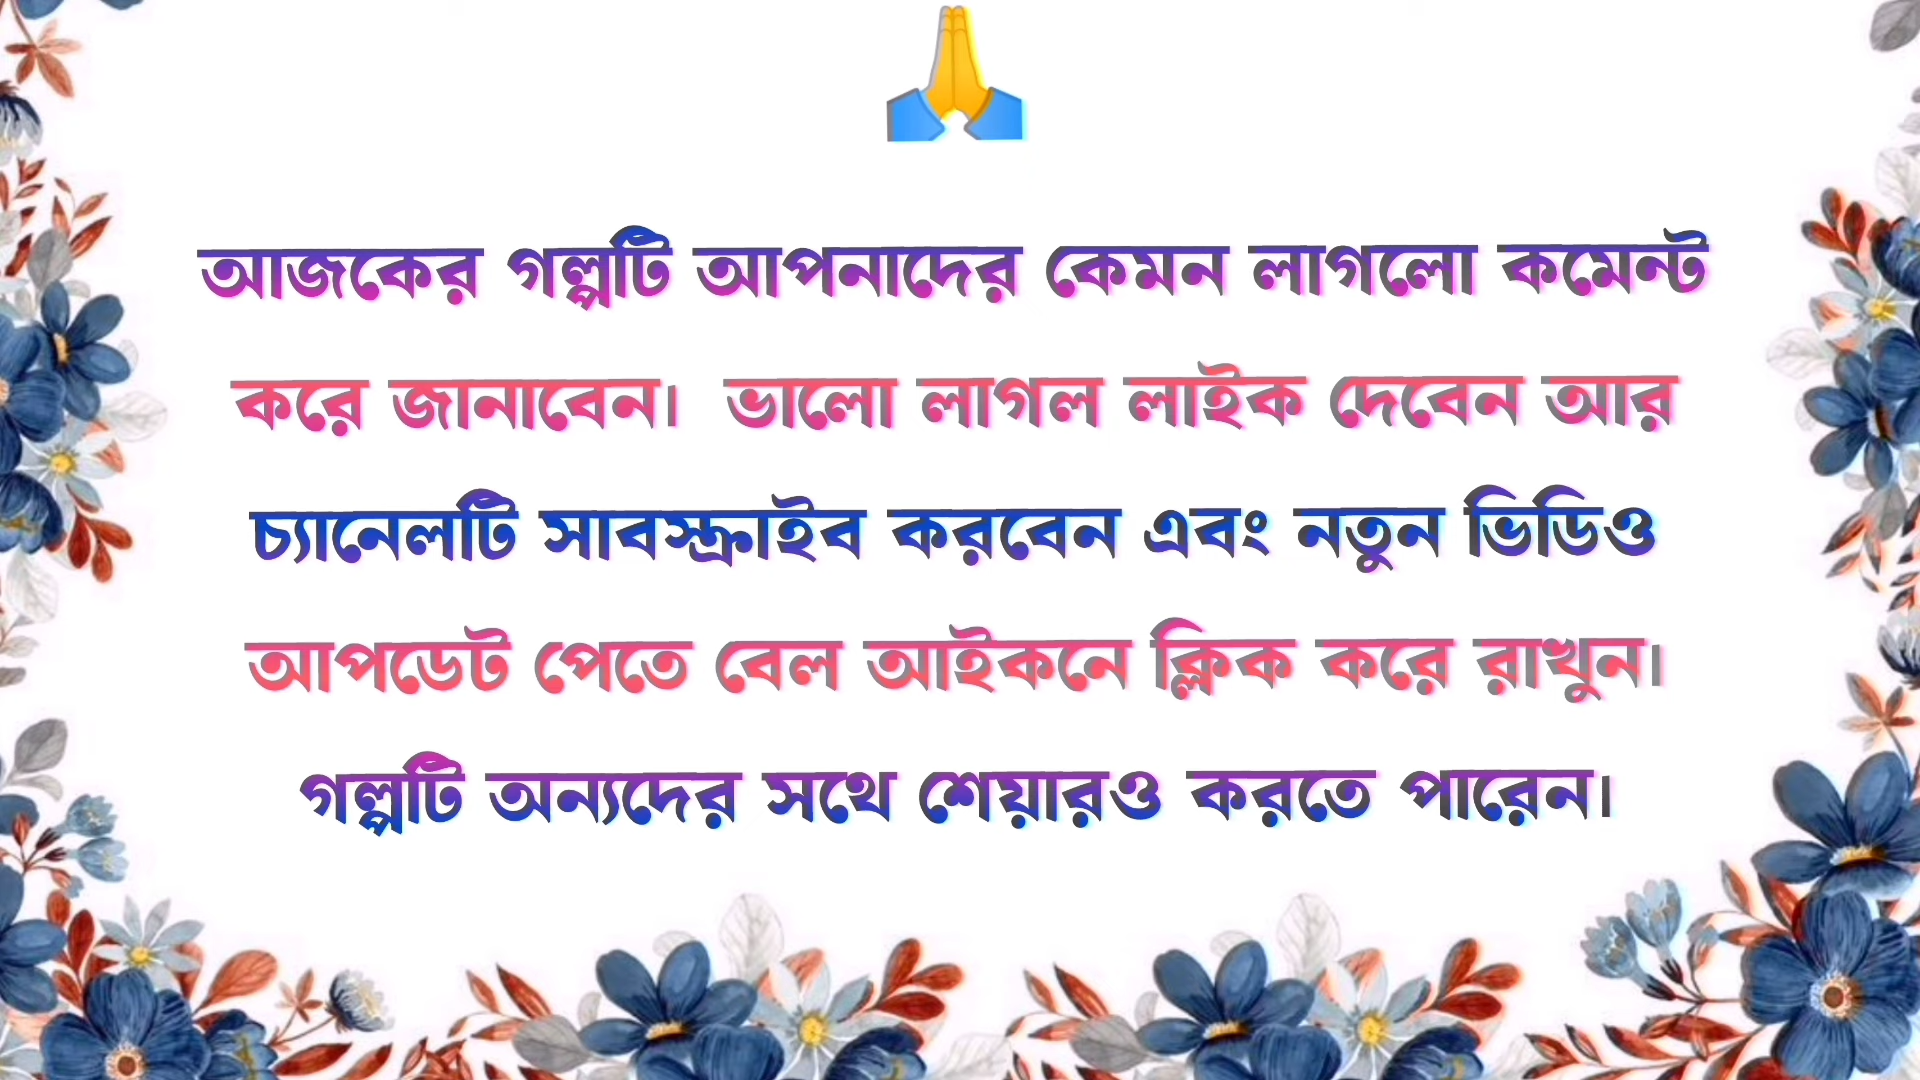 আজকের গল্পটি আপনাদের কেমন লাগলো কমেন্ট
করে জানাবেন।  ভালো লাগল লাইক দেবেন আর
চ্যানেলটি সাবস্ক্রাইব করবেন এবং নতুন ভিডিও
আপডেট পেতে বেল আইকনে ক্লিক করে রাখুন।
গল্পটি অন্যদের সথে শেয়ারও করতে পারেন।